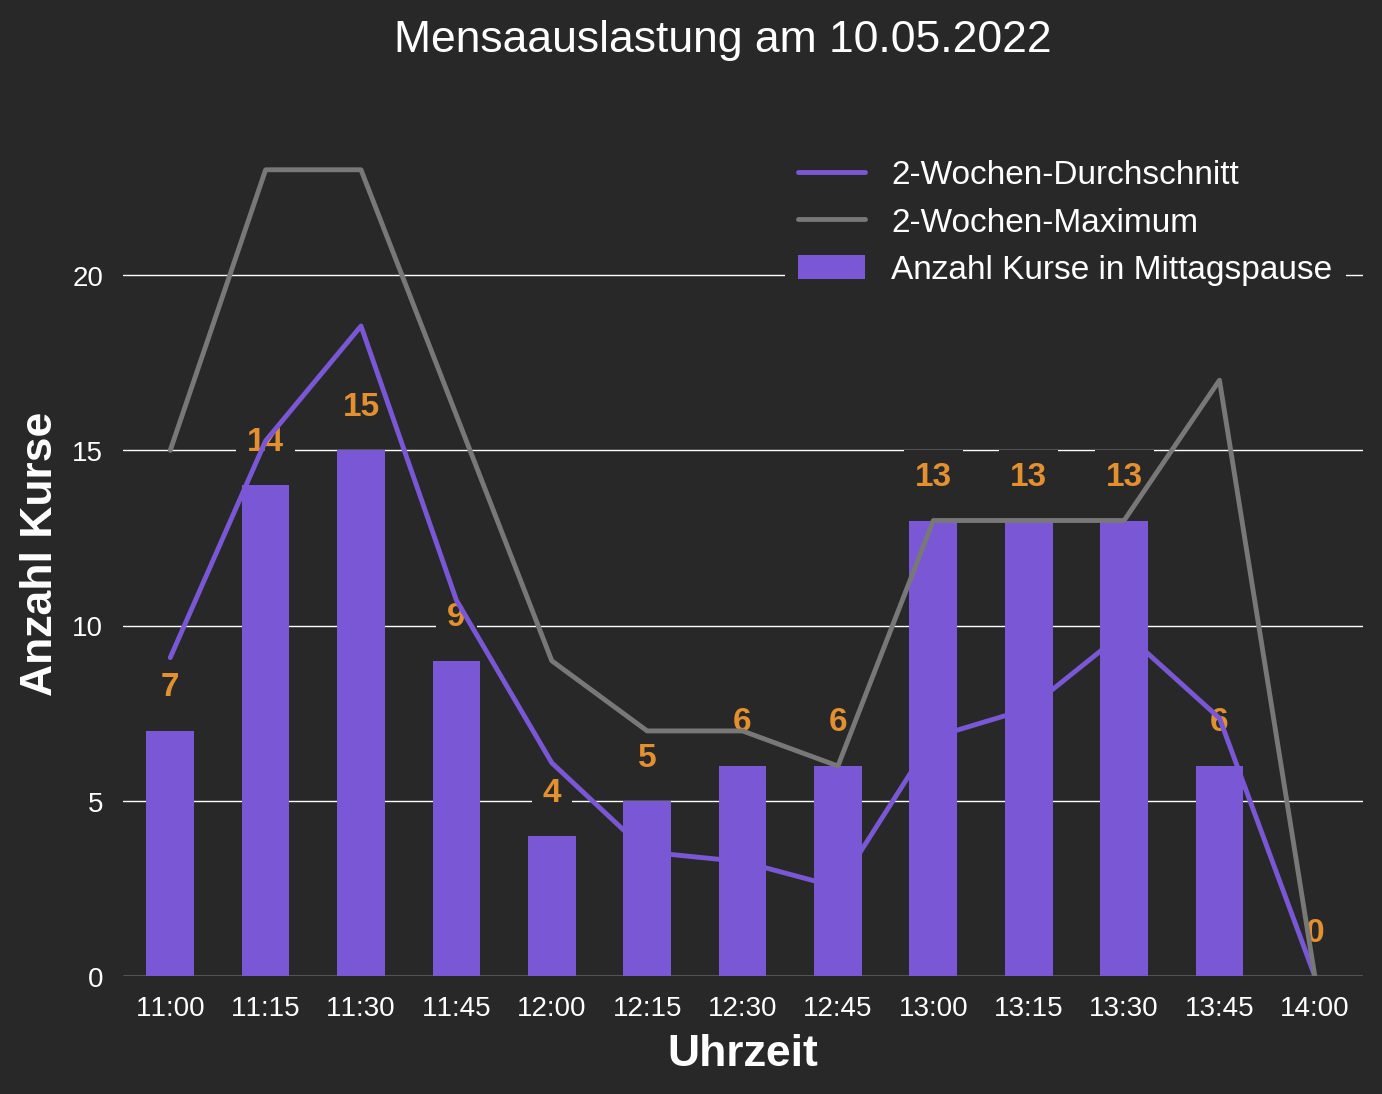 Mensaauslastung am 10.05.2022
2-Wochen-Durchschnitt
2-Wochen-Maximum
Anzahl Kurse in Mittagspause
Anzahl Kurse
20
15
10
5
0
7
14
15
9
4
5
6
6
13
13
13
6
0
11:00 11:15 11:30 11:45 12:00 12:15 12:30 12:45 13:00 13:15 13:30 13:45 14:00
Uhrzeit